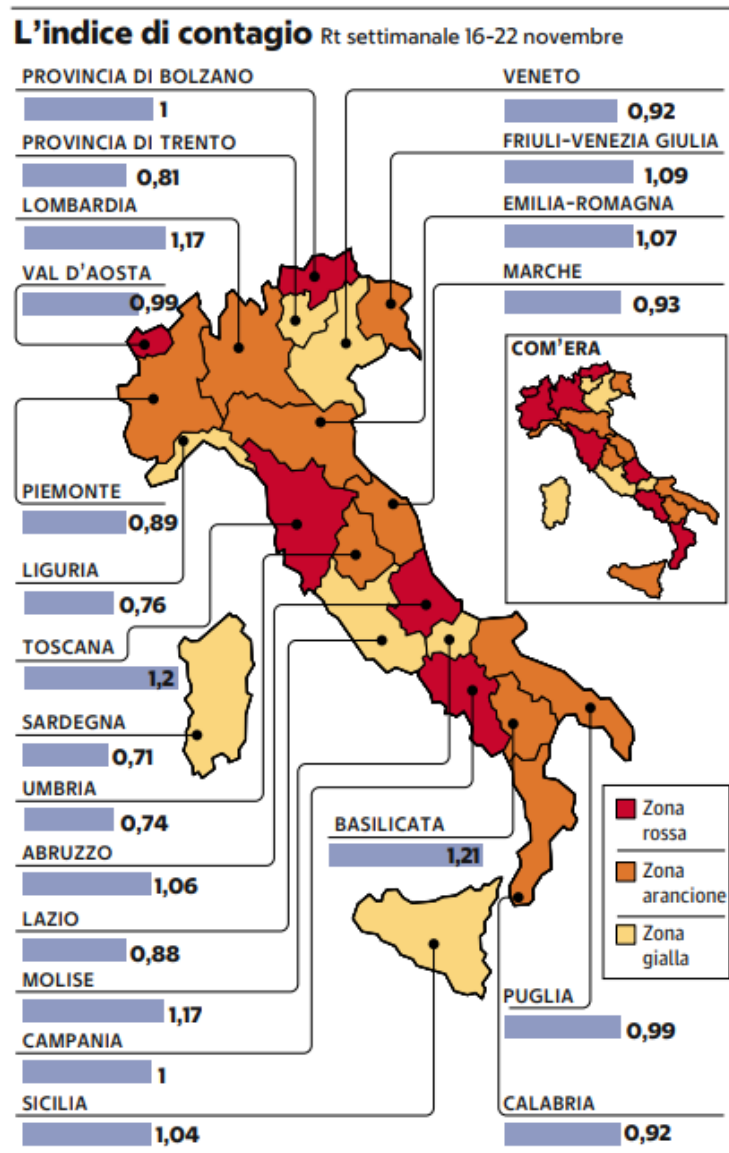 L'indice di contagio Rt settimanale 16-22 novembre
PROVINCIA DI BOLZANO
1
PROVINCIA DI TRENTO
0,81
LOMBARDIA
1,17
VAL D'AOSTA
0,99
PIEMONTE
0,89
LIGURIA
0,76
TOSCANA
1,2
SARDEGNA
0,71
UMBRIA
0,74
ABRUZZO
1,06
LAZIO
0,88
MOLISE
1,17
CAMPANIA
1
SICILIA
1,04
VENETO
0,92
FRIULI-VENEZIA GIULIA
1,09
EMILIA-ROMAGNA
1,07
MARCHE
0,93
COM'ERA
BASILICATA
1,21
Zona
rossa
Zona
arancione
Zona
gialla
PUGLIA
0,99
CALABRIA
0,92